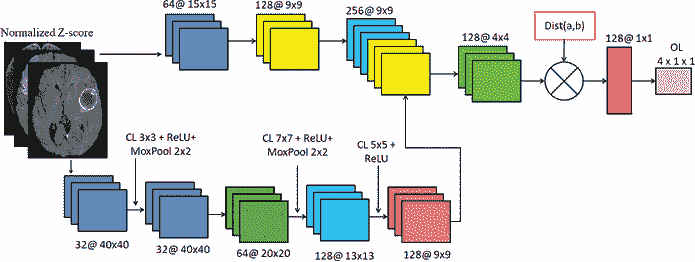 Normalized Z-score
64@ 15x15
128@ 9x9
256@ 9x9
128@ 4x4
Dist(a,b)
128@ 1x1
OL
4 x 1 x 1
CL 3x3 + ReLU+
MoxPool 2x2
CL 7x7 + ReLU+
MoxPool 2x2
CL 5x5 +
ReLU
32@ 40x40
32@ 40x40
64@ 20x20
128@ 13x13
128@ 9x9